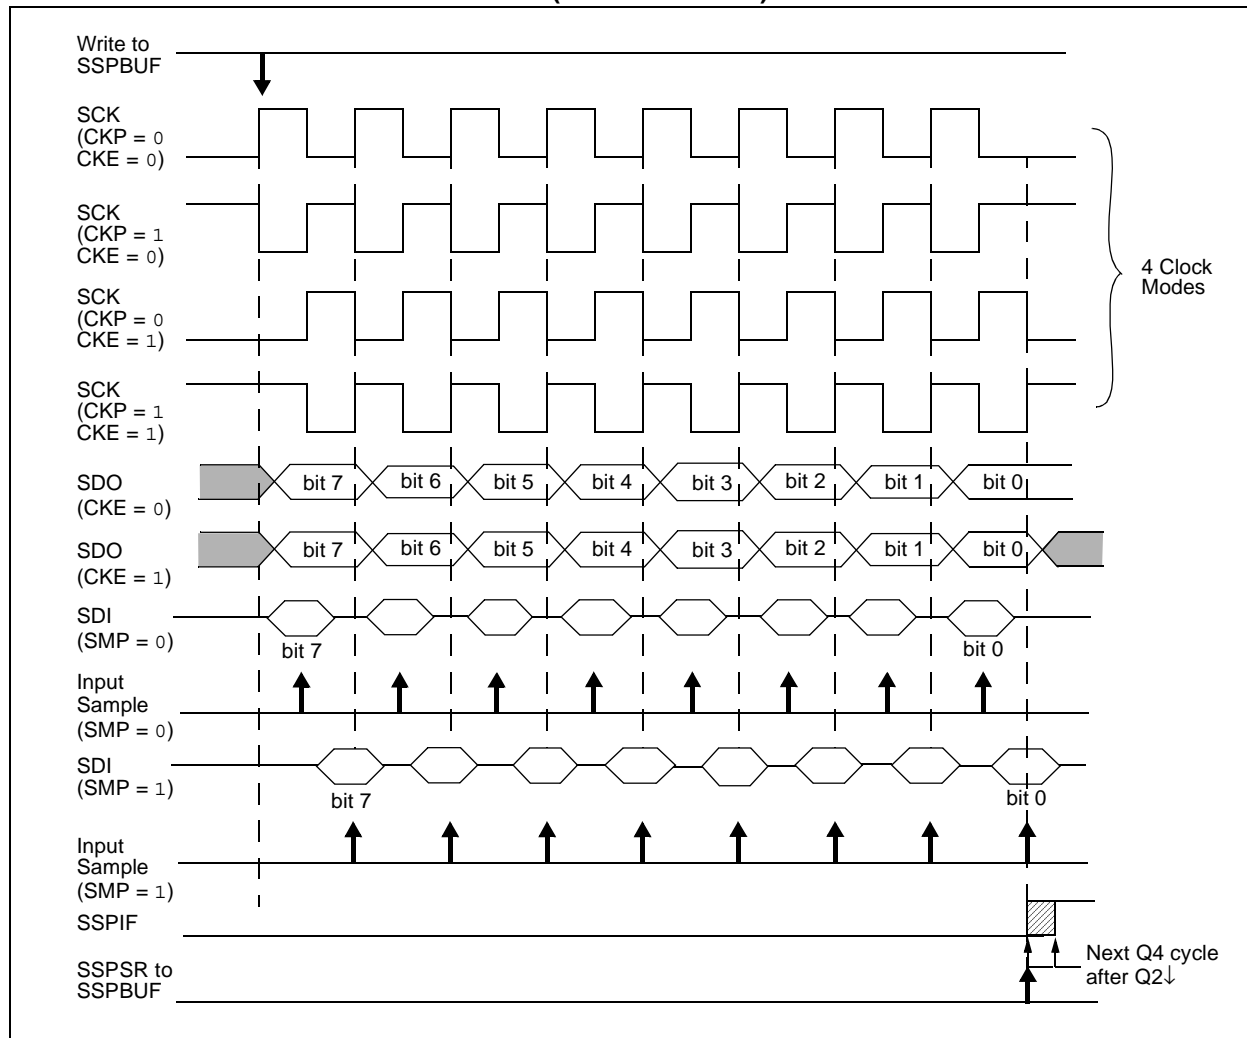 Write to
SSPBUF
SCK
(CKP = 0
CKE = 0)
SCK
(CKP = 1
CKE = 0)
SCK
(CKP = 0
CKE = 1)
SCK
(CKP = 1
CKE = 1)
4 Clock
Modes
SDO
(CKE = 0)
bit 7 bit 6 bit 5 bit 4 bit 3 bit 2 bit 1 bit 0
SDO
(CKE = 1)
bit 7 bit 6 bit 5 bit 4 bit 3 bit 2 bit 1 bit 0
SDI
(SMP = 0)
bit 7 bit 0
Input
Sample
(SMP = 0)
SDI
(SMP = 1)
bit 7 bit 0
Input
Sample
(SMP = 1)
SSPIF
Next Q4 cycle
after Q2↓
SSPSR to
SSPBUF